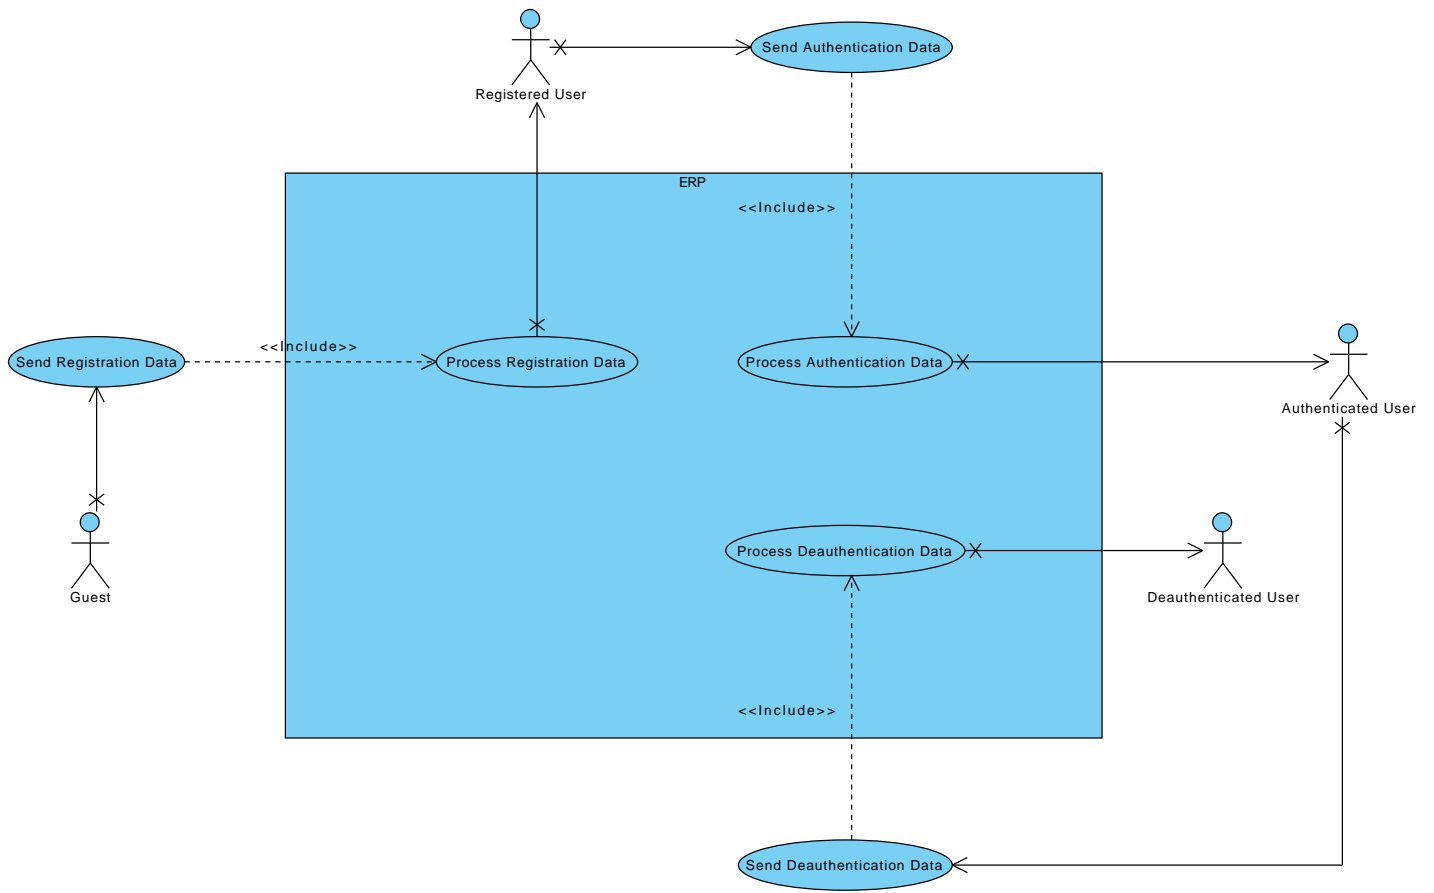 Send Authentication Data
Registered User
ERP
<<Include>>
<<Include>>
Send Registration Data
Process Registration Data
Process Authentication Data
Authenticated User
Process Deauthentication Data
Guest
Deauthenticated User
<<Include>>
Send Deauthentication Data